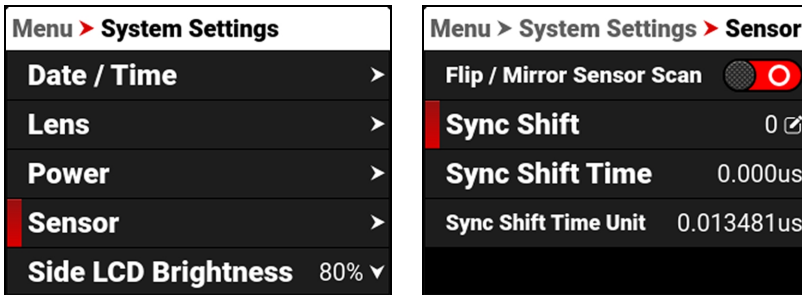 Menu > System Settings
Date / Time
Lens
Power
Sensor
Side LCD Brightness 80%
Menu > System Settings > Sensor
Flip / Mirror Sensor Scan
Sync Shift 0
Sync Shift Time 0.000us
Sync Shift Time Unit 0.013481us